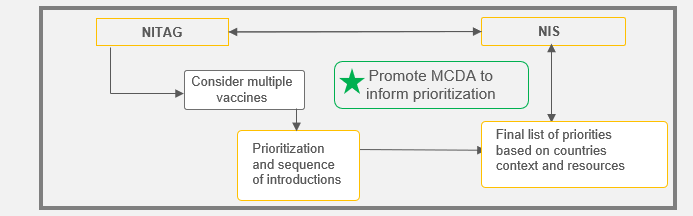 NITAG
NIS
Consider multiple
vaccines
Promote MCDA to
inform prioritization
Prioritization
and sequence
of introductions
Final list of priorities
based on countries
context and resources